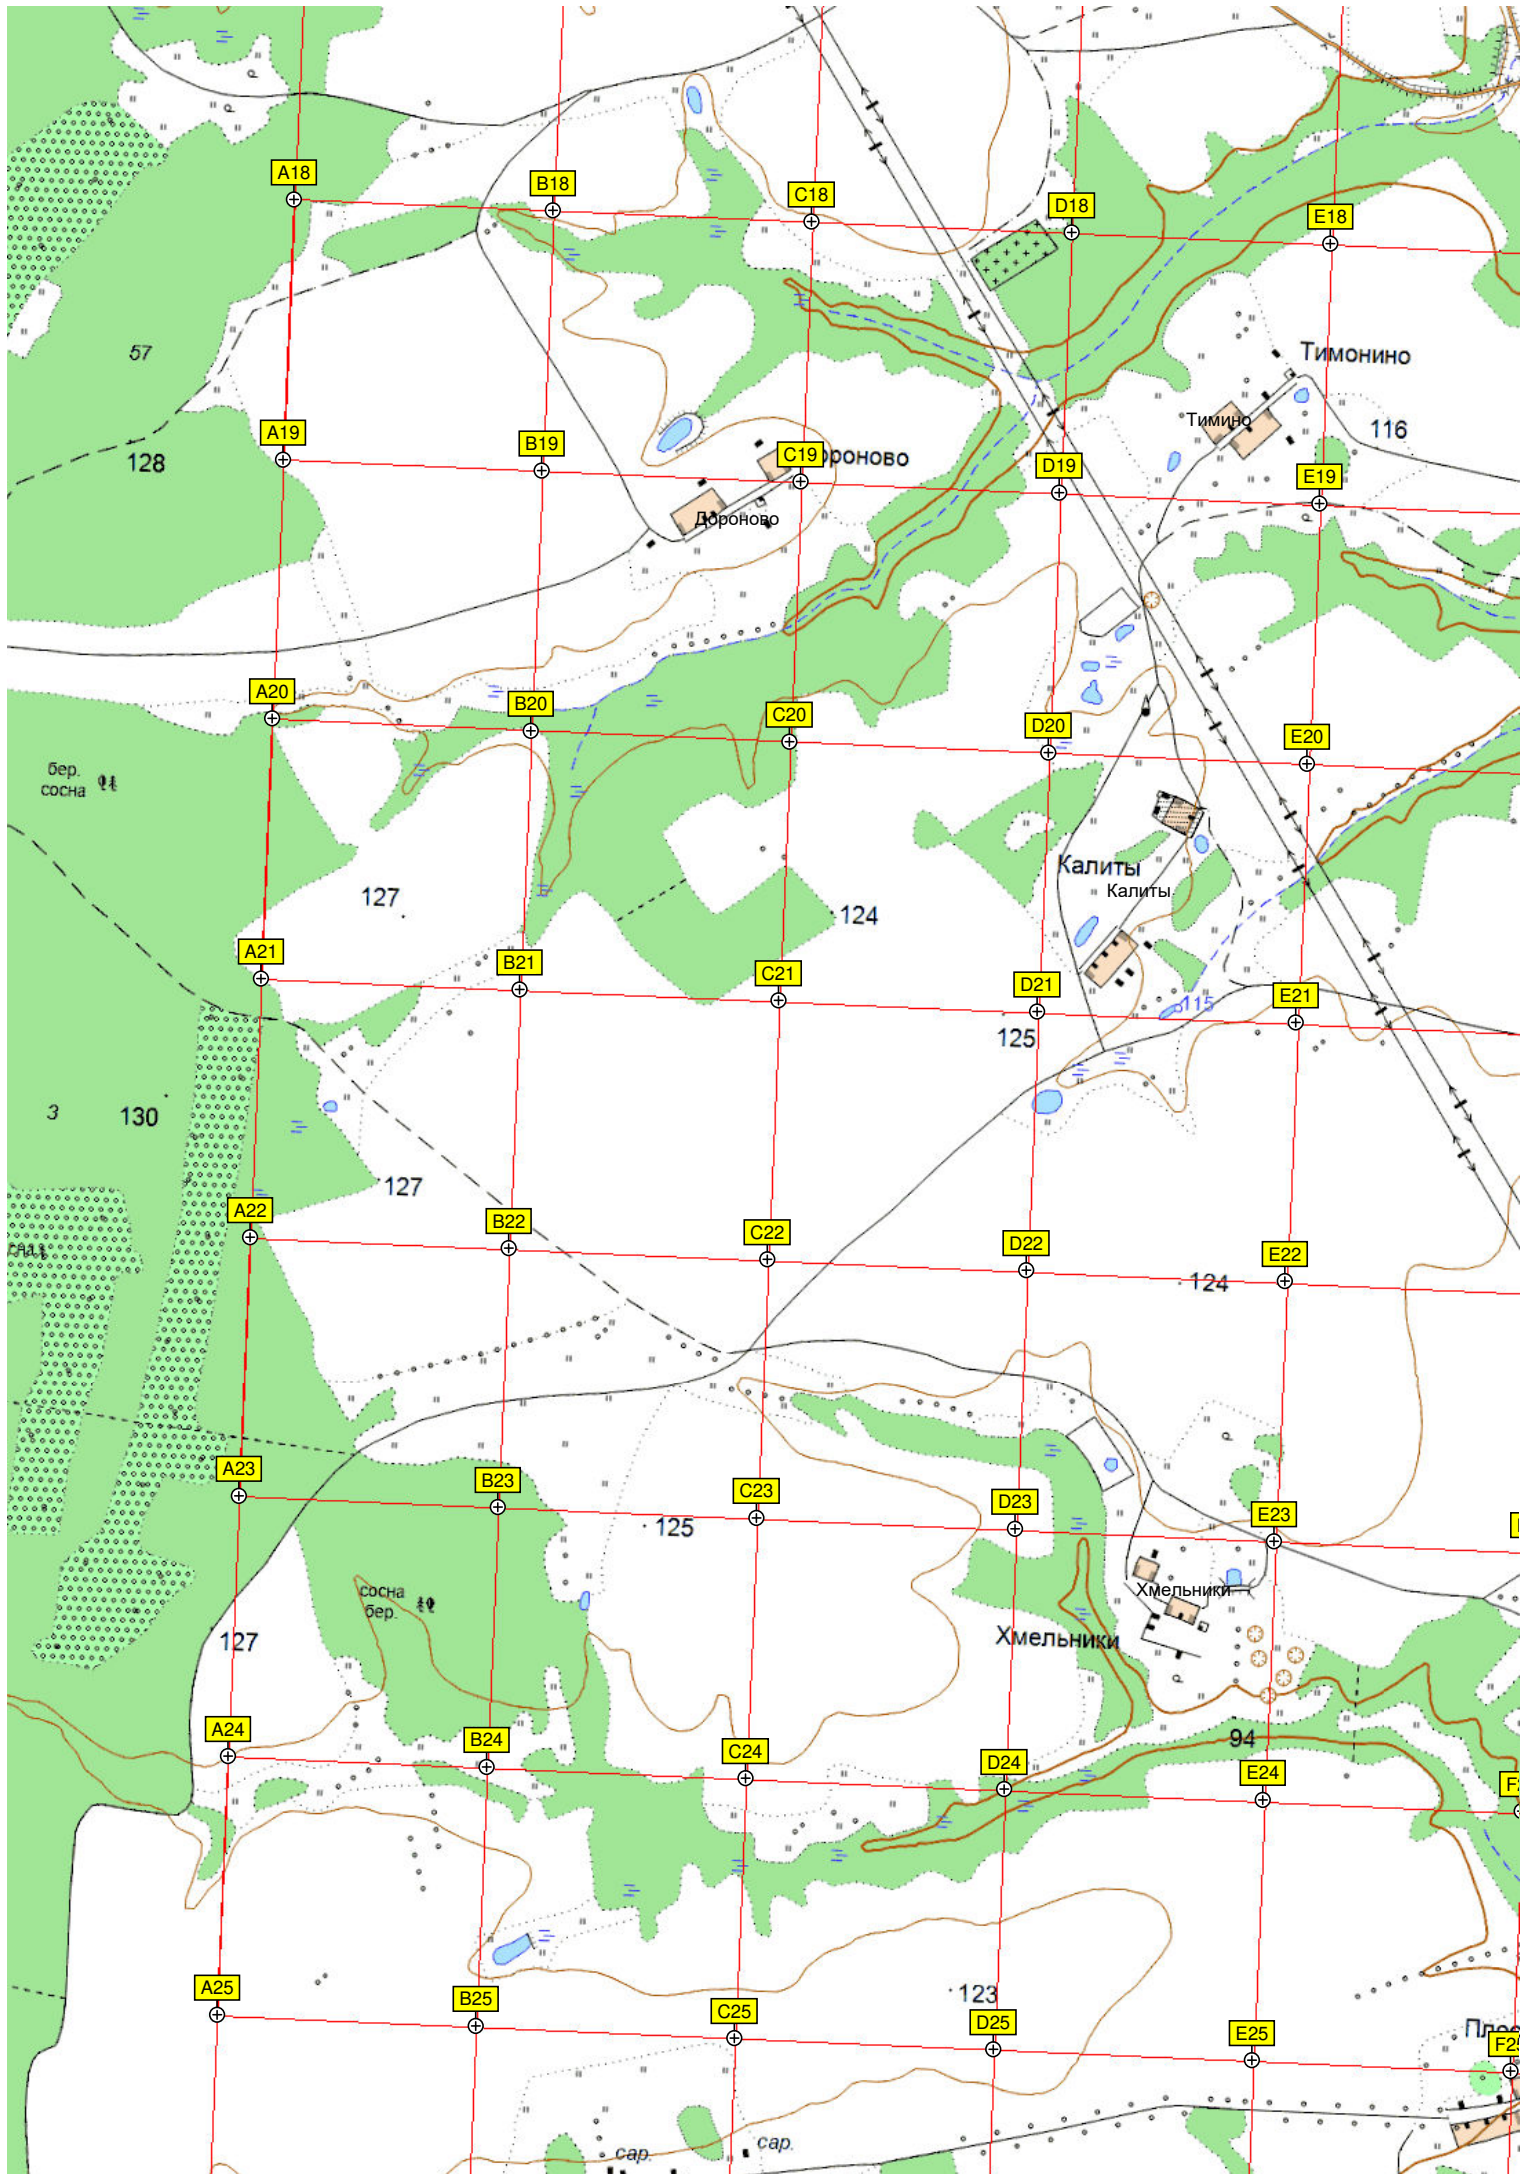 A18
B18
C18
D18
E18
57
Тимонино
Тимино
116
A19
128
B19
C19
D19
E19
Дороново
A20
B20
C20
D20
E20
бер.
сосна
Калиты
Калиты
127
124
A21
B21
C21
D21
E21
115
125
3
130
127
A22
B22
C22
D22
E22
124
A23
B23
C23
D23
E23
125
сосна
бер.
Хмельники
Хмельники
127
94
A24
B24
C24
D24
E24
A25
B25
C25
123
D25
E25
F25
сар.
сар.